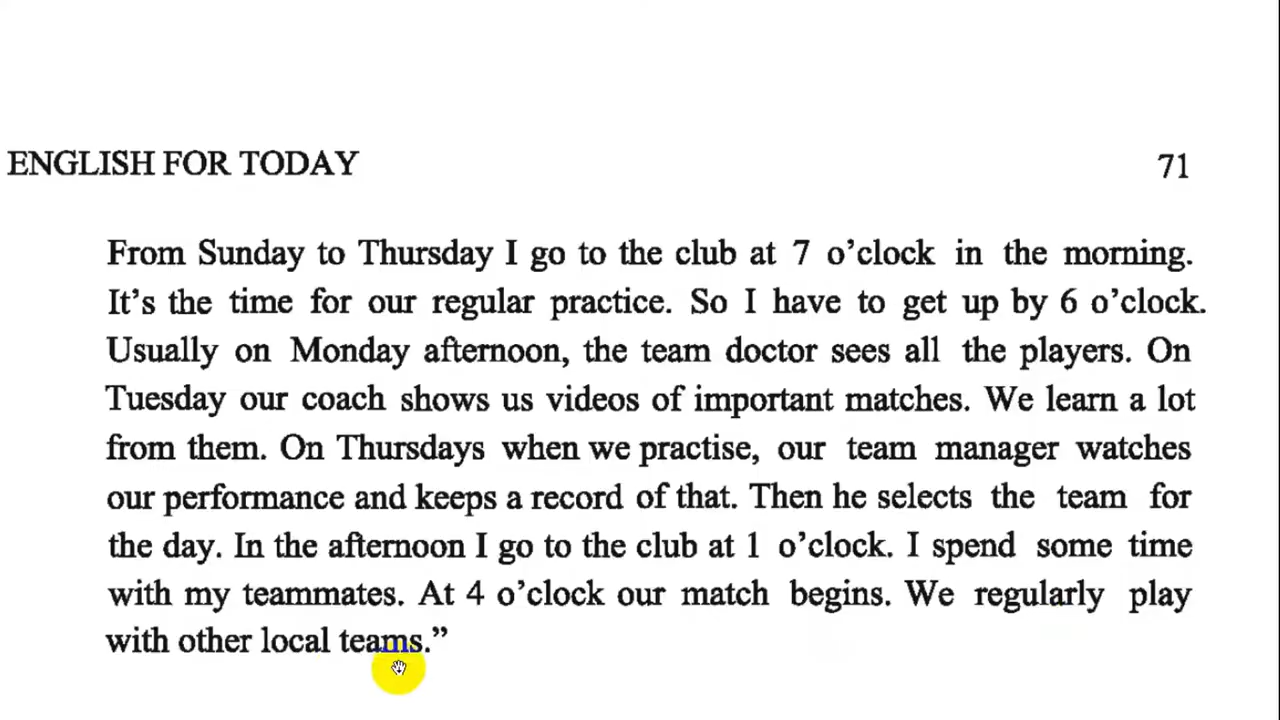 ENGLISH FOR TODAY 71
From Sunday to Thursday I go to the club at 7 o’clock in the morning.
It’s the time for our regular practice. So I have to get up by 6 o’clock.
Usually on Monday afternoon, the team doctor sees all the players. On
Tuesday our coach shows us videos of important matches. We learn a lot
from them. On Thursdays when we practise, our team manager watches
our performance and keeps a record of that. Then he selects the team for
the day. In the afternoon I go to the club at 1 o’clock. I spend some time
with my teammates. At 4 o’clock our match begins. We regularly play
with other local teams.”